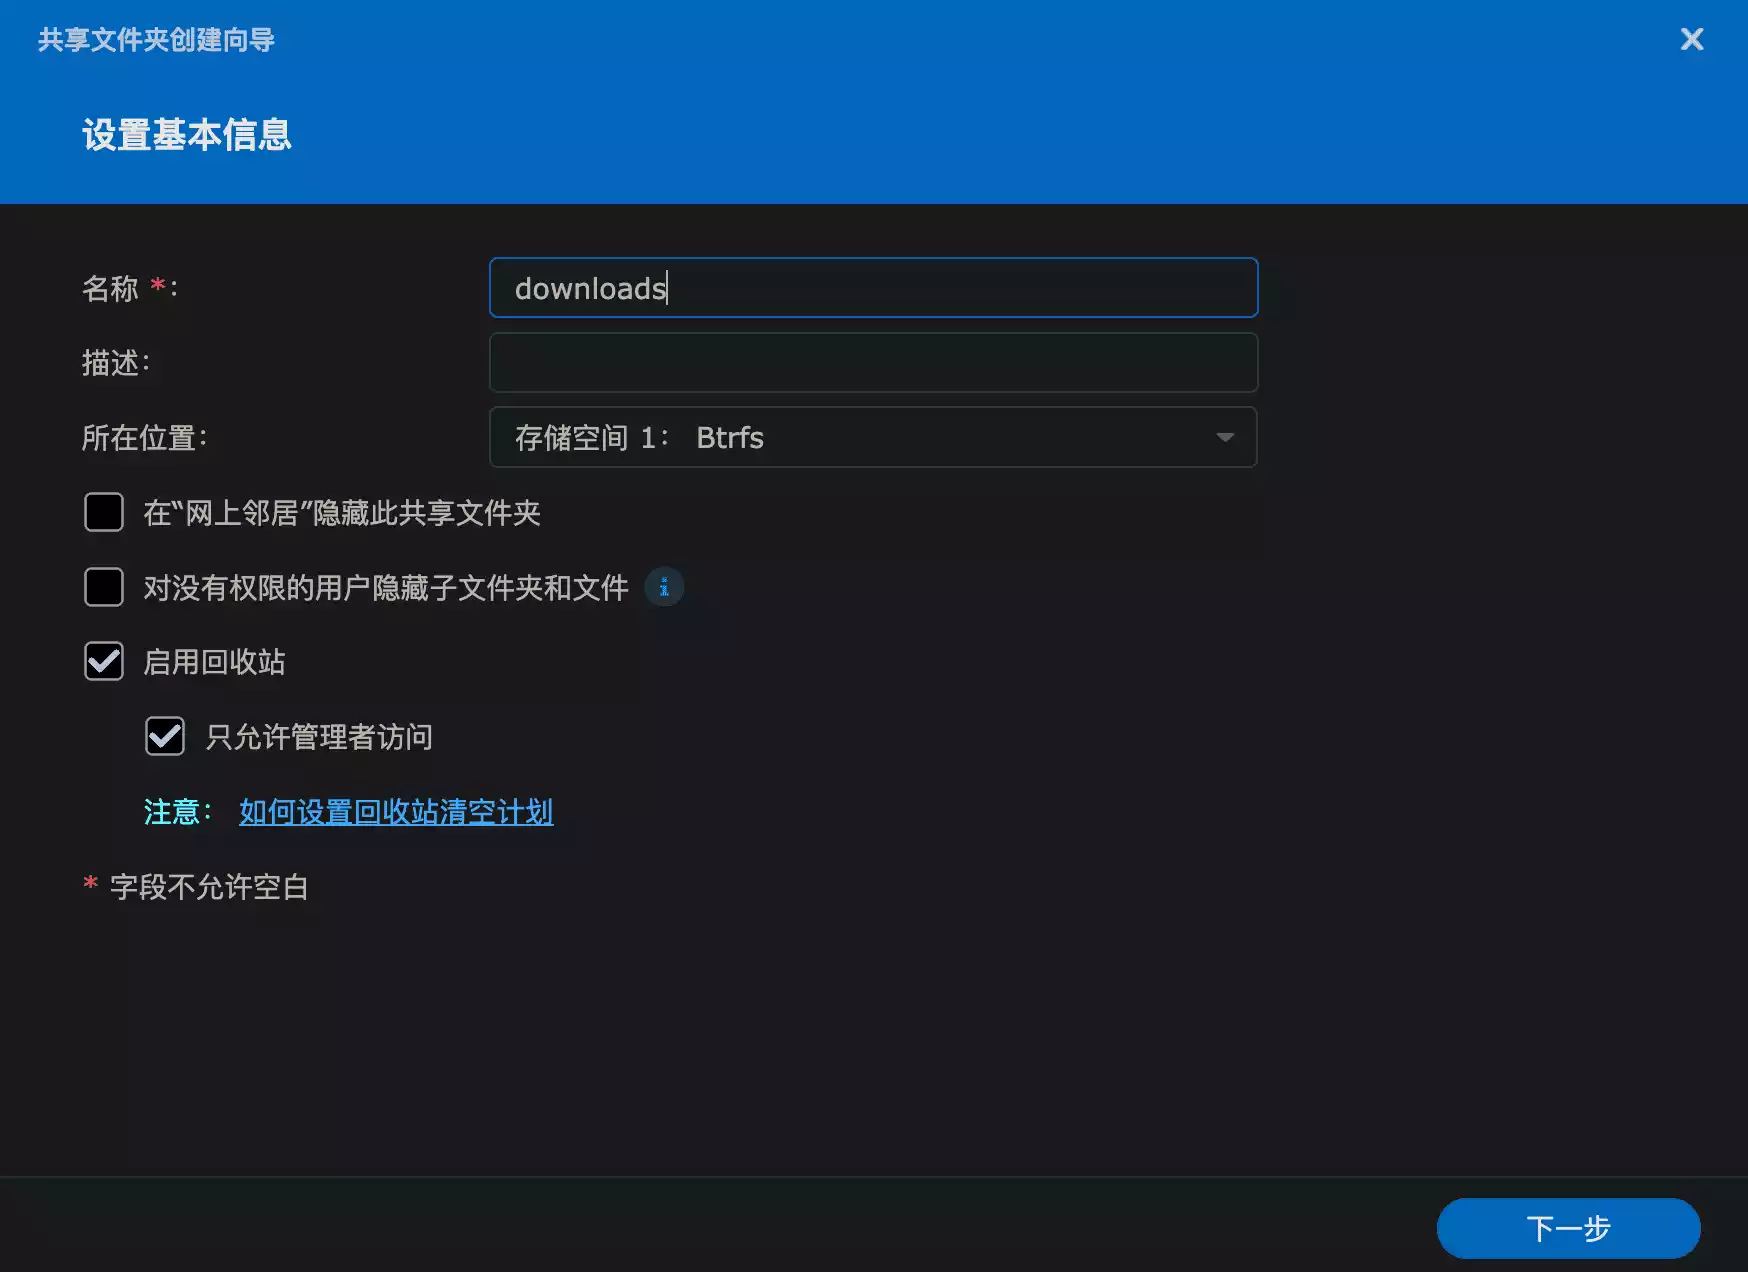 共享文件夹创建向导
设置基本信息
名称 *:
downloads
描述:
所在位置:
存储空间 1： Btrfs
在“网上邻居”隐藏此共享文件夹
对没有权限的用户隐藏子文件夹和文件
启用回收站
只允许管理者访问
注意： 如何设置回收站清空计划
* 字段不允许空白
下一步